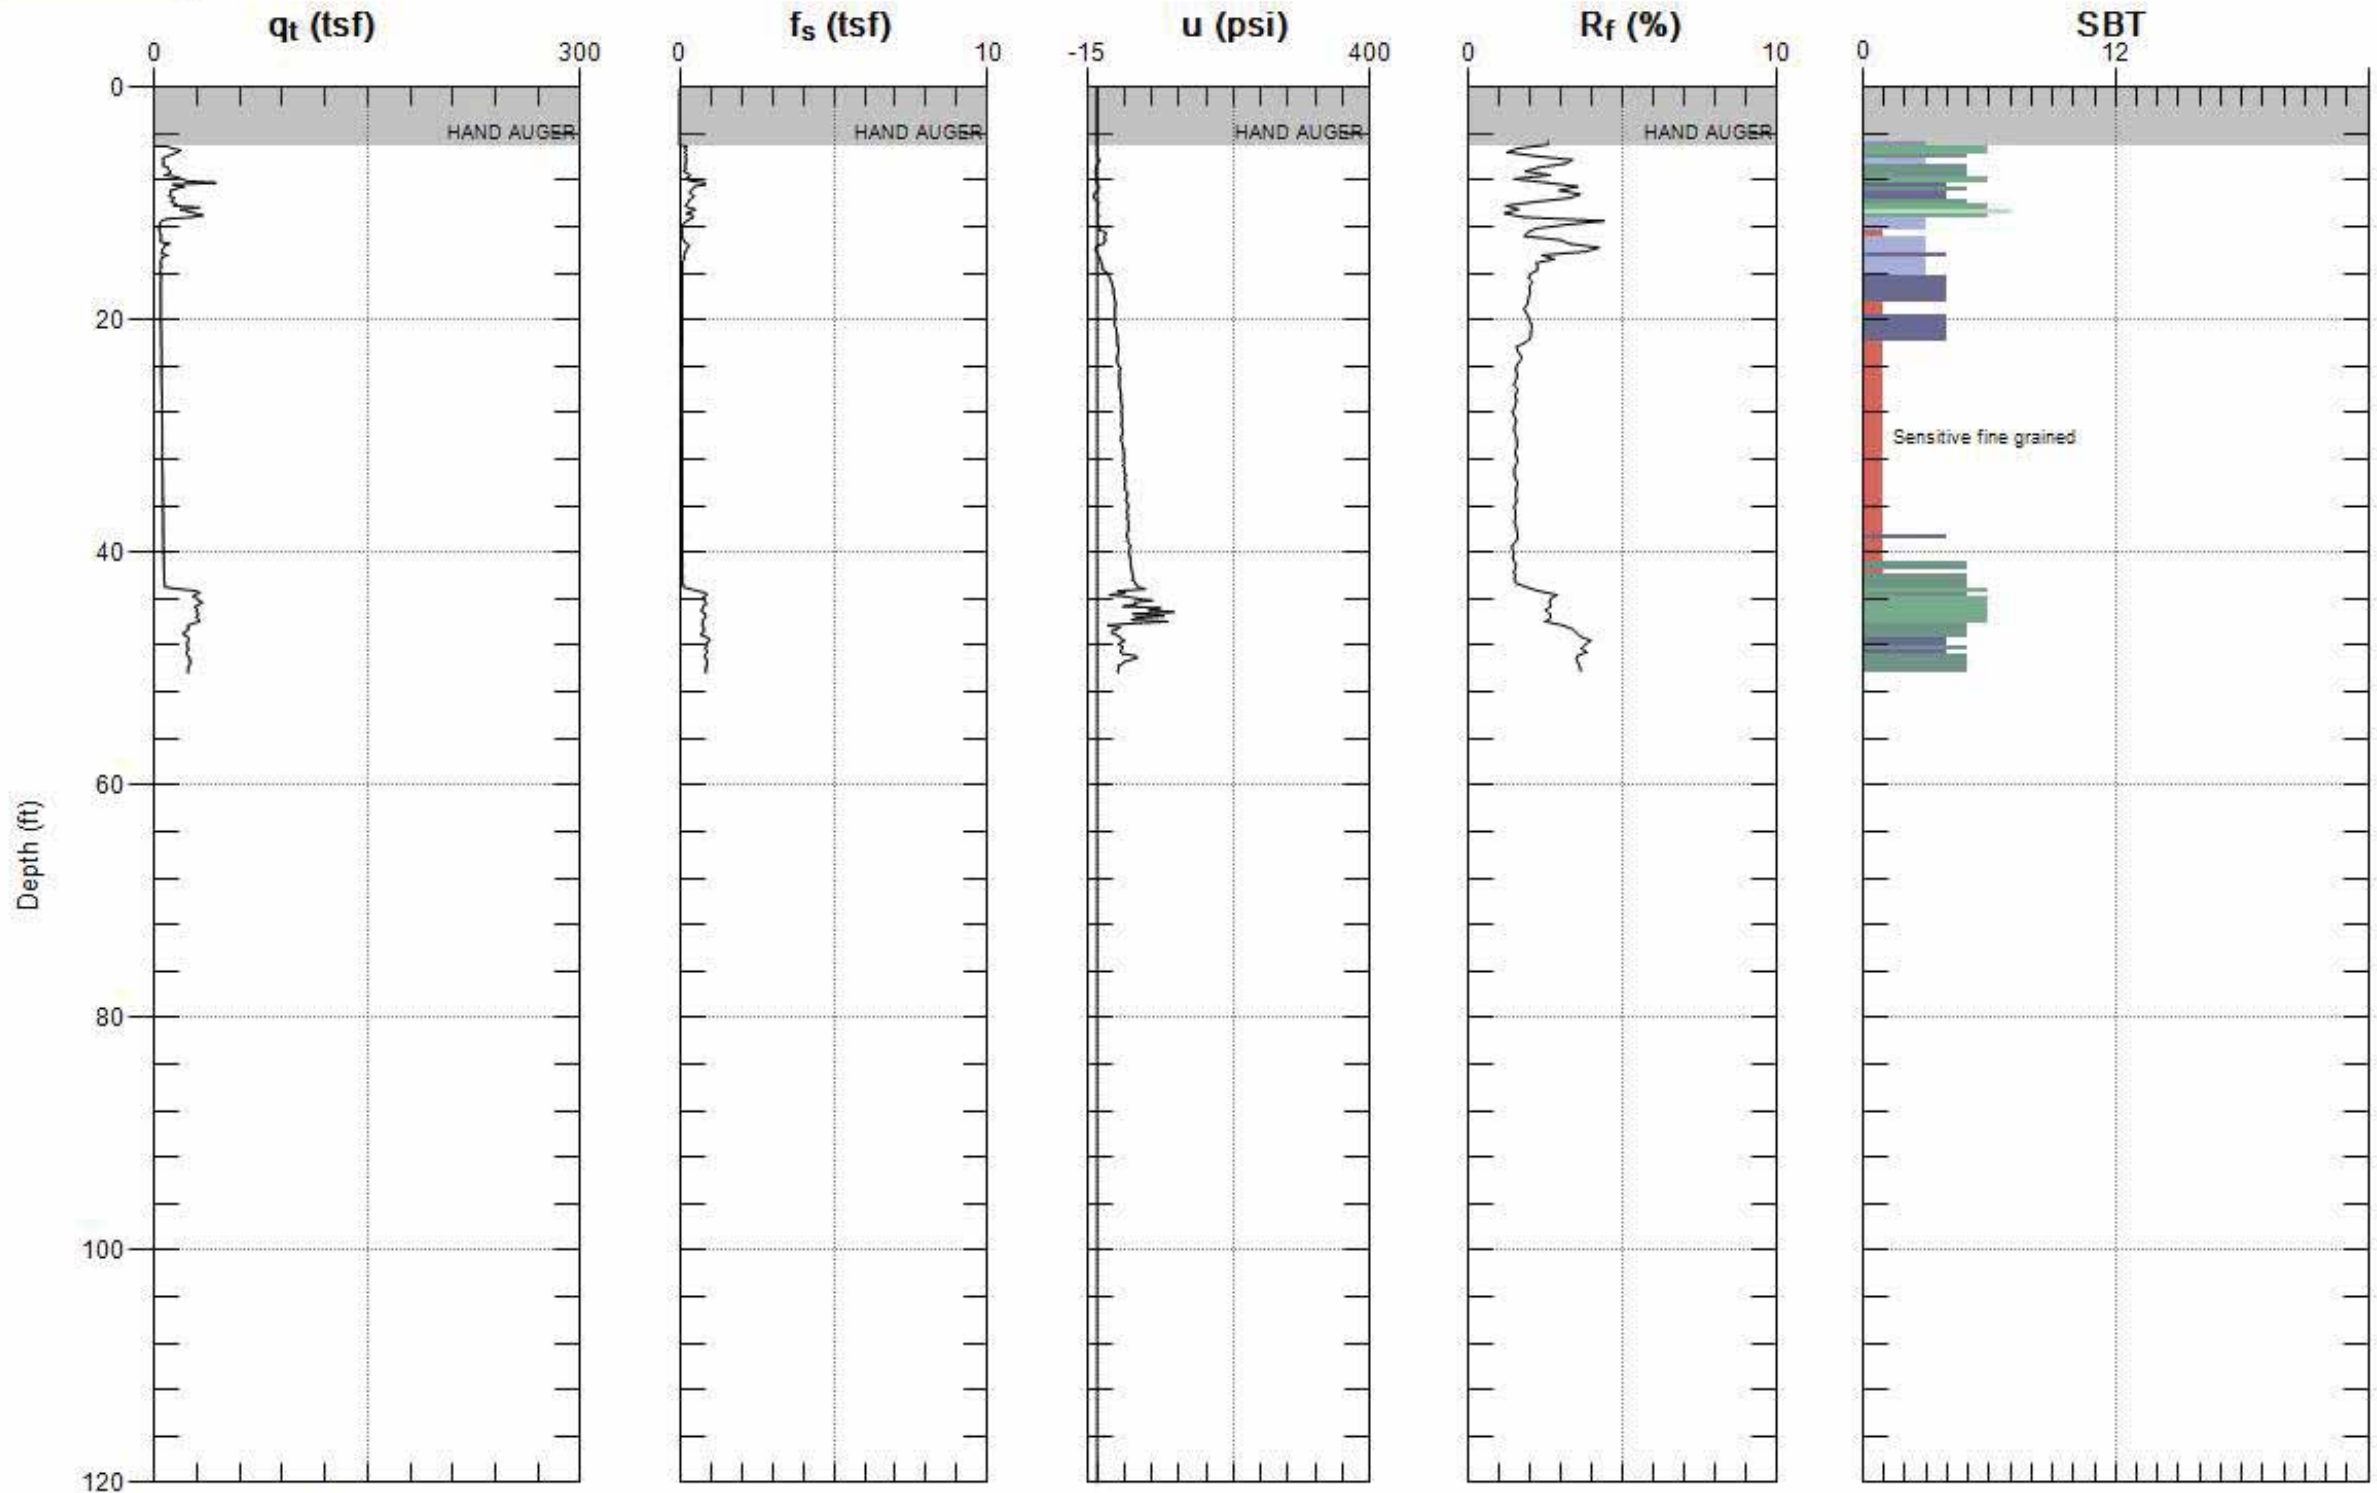 qt (tsf) fs (tsf) u (psi) Rf (%) SBT
0 300 0 10 -15 400 0 10 0 12
0
HAND AUGER HAND AUGER HAND AUGER HAND AUGER
20
Sensitive fine grained
40
60
Depth (ft)
80
100
120